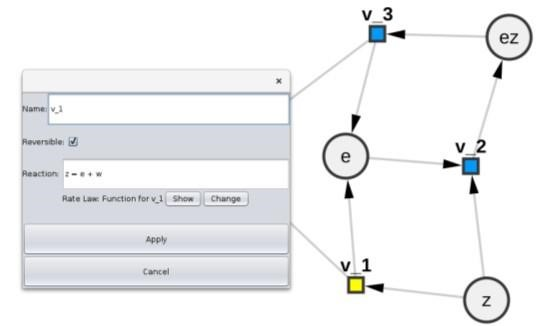 v_3
ez
×
Name: v_1
Reversible:
e
v_2
Reaction: z = e + w
Rate Law: Function for v_1 Show Change
Apply
v_1
Cancel
z